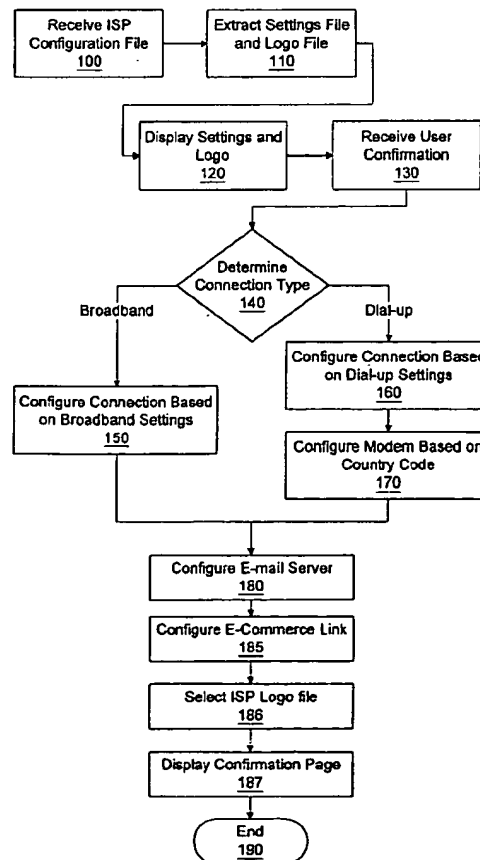 Receive ISP
Configuration File
100
Extract Settings File
and Logo File
110
Display Settings and
Logo
120
Receive User
Confirmation
130
Determine
Connection Type
140
Broadband
Dial-up
Configure Connection Based
on Broadband Settings
150
Configure Connection Based
on Dial-up Settings
160
Configure Modem Based on
Country Code
170
Configure E-mail Server
180
Configure E-Commerce Link
185
Select ISP Logo file
186
Display Confirmation Page
187
End
190